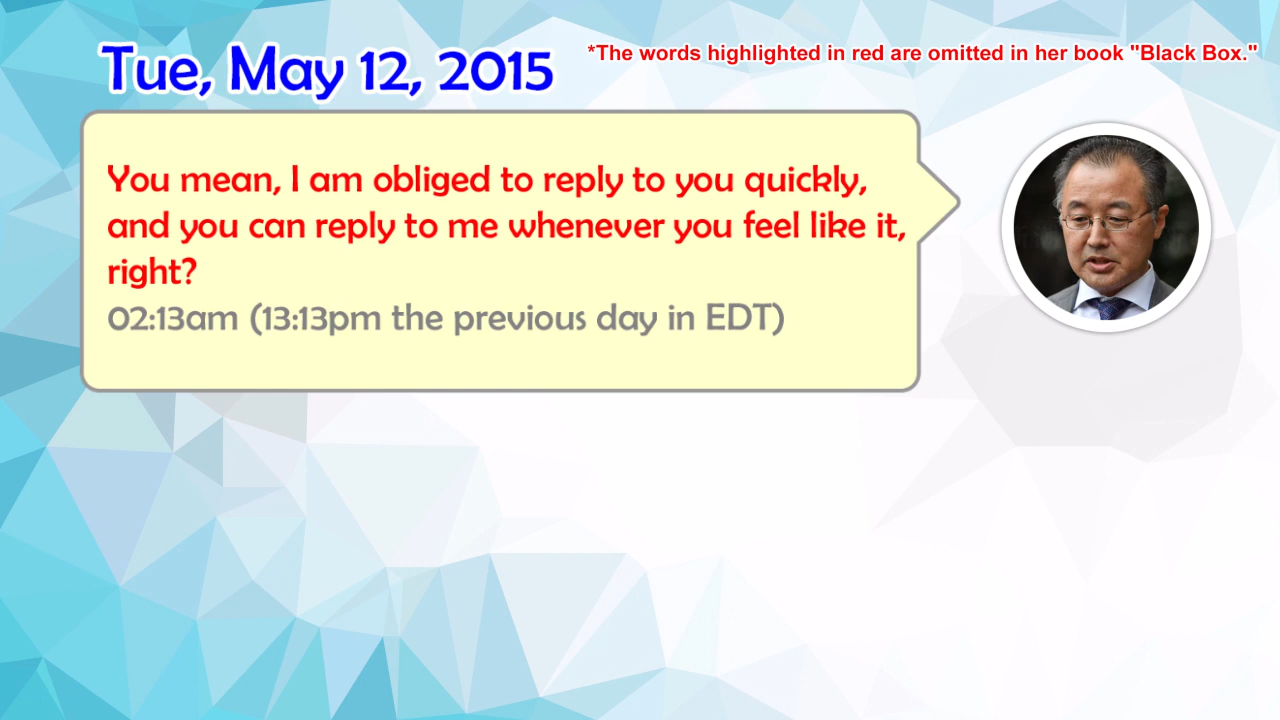 Tue, May 12, 2015
*The words highlighted in red are omitted in her book "Black Box."
You mean, I am obliged to reply to you quickly,
and you can reply to me whenever you feel like it,
right?
02:13am (13:13pm the previous day in EDT)